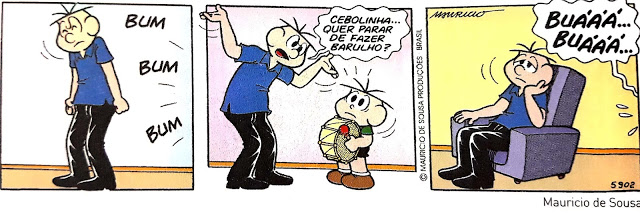 BUM
BUM
BUM
CEBOLINHA...
QUER PARAR
DE FAZER
BARULHO?
© MAURICIO DE SOUSA PRODUÇÕES BRASIL
MAURICIO
BUÁÁÁ...
BUÁÁÁ...
5902
Mauricio de Sousa